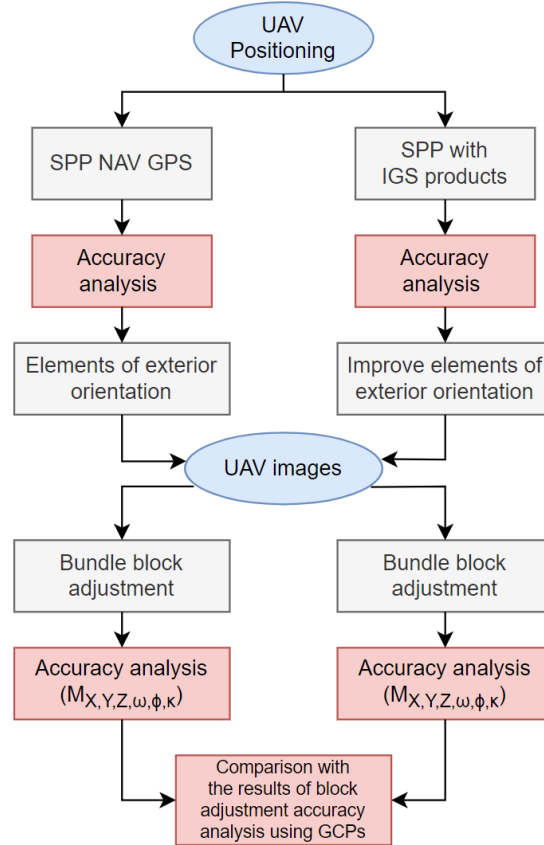 UAV
Positioning
SPP NAV GPS
SPP with
IGS products
Accuracy
analysis
Accuracy
analysis
Elements of exterior
orientation
Improve elements of
exterior orientation
UAV images
Bundle block
adjustment
Bundle block
adjustment
Accuracy analysis
(MX,Y,Z,ω,ϕ,κ)
Accuracy analysis
(MX,Y,Z,ω,ϕ,κ)
Comparison with
the results of block
adjustment accuracy
analysis using GCPs